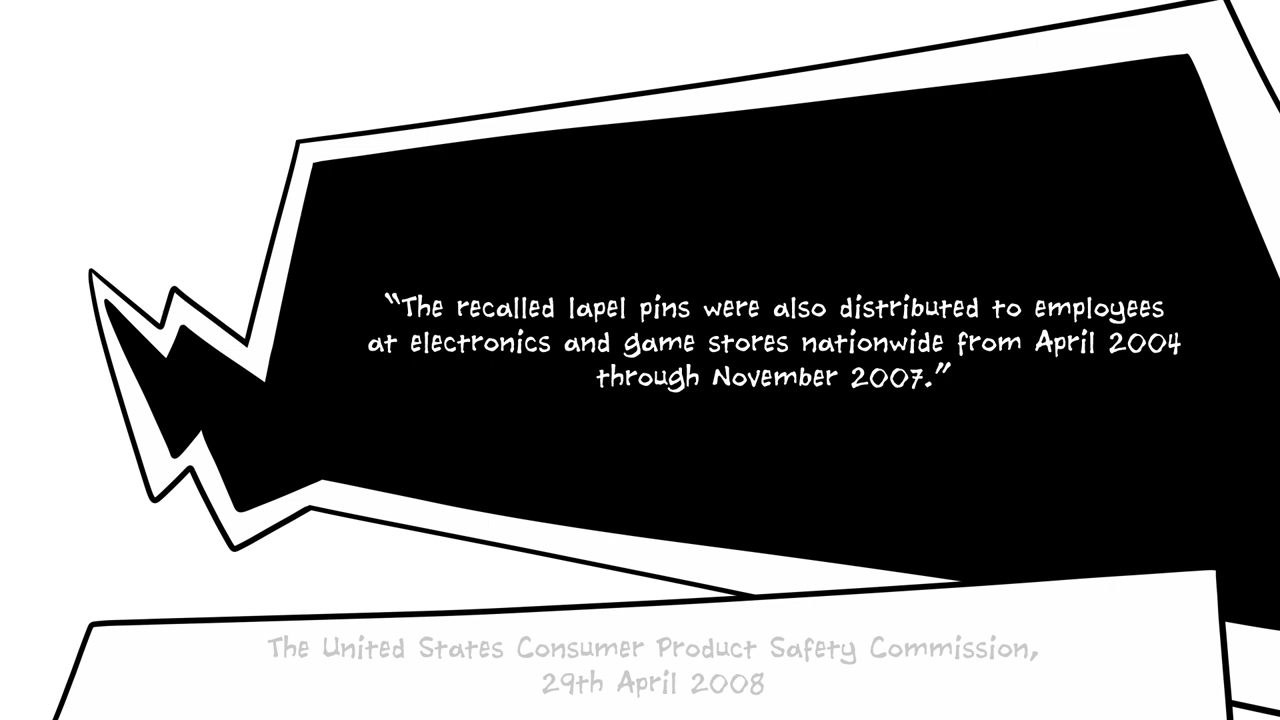 “The recalled lapel pins were also distributed to employees
at electronics and game stores nationwide from April 2004
through November 2007.”
The United States Consumer Product Safety Commission,
29th April 2008